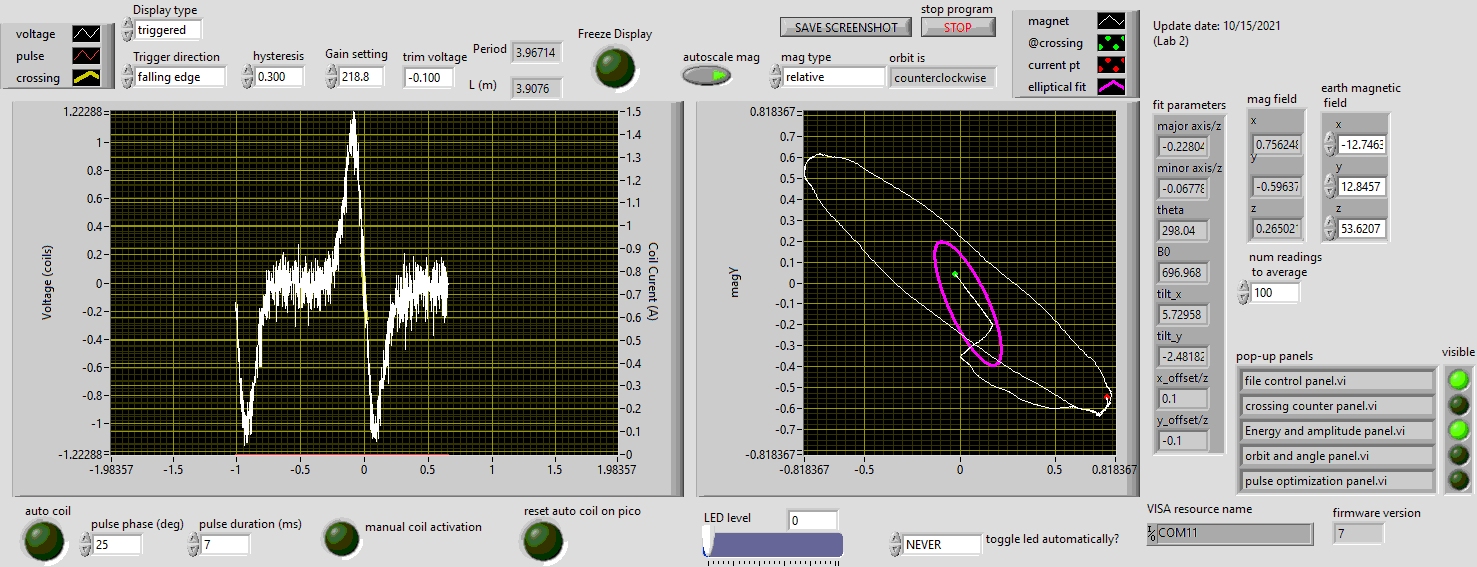 voltage
pulse
crossing
Display type
triggered
Trigger direction
falling edge
hysteresis
0.300
Gain setting
218.8
trim voltage
-0.100
Period
3.96714
L (m)
3.9076
Freeze Display
SAVE SCREENSHOT
stop program
STOP
autoscale mag
mag type
relative
orbit is
counterclockwise
magnet
@crossing
current pt
elliptical fit
Update date: 10/15/2021
(Lab 2)
Voltage (coils)
1.22288
1
0.8
0.6
0.4
0.2
0
-0.2
-0.4
-0.6
-0.8
-1
-1.22288
-1.98357
-1
-0.5
0
0.5
1
1.5
1.98357
1.5
1.4
1.3
1.2
1.1
1
0.9
0.8
0.7
0.6
0.5
0.4
0.3
0.2
0.1
0
Coil Curent (A)
magy
0.818367
0.7
0.6
0.5
0.4
0.3
0.2
0.1
0
-0.1
-0.2
-0.3
-0.4
-0.5
-0.6
-0.7
-0.818367
-0.818367
-0.5
0
0.5
0.818367
fit parameters
major axis/z
-0.22804
minor axis/z
-0.06778
theta
298.04
B0
696.968
tilt_x
5.72958
tilt_y
-2.48182
x_offset/z
0.1
y_offset/z
-0.1
mag field
x
0.756248
y
-0.59637
z
0.26502
earth magnetic
field
x
-12.7463
y
12.8457
z
53.6207
num readings
to average
100
pop-up panels
visible
file control panel.vi
crossing counter panel.vi
Energy and amplitude panel.vi
orbit and angle panel.vi
pulse optimization panel.vi
auto coil
pulse phase (deg)
25
pulse duration (ms)
7
manual coil activation
reset auto coil on pico
LED level
0
NEVER
toggle led automatically?
VISA resource name
COM11
firmware version
7